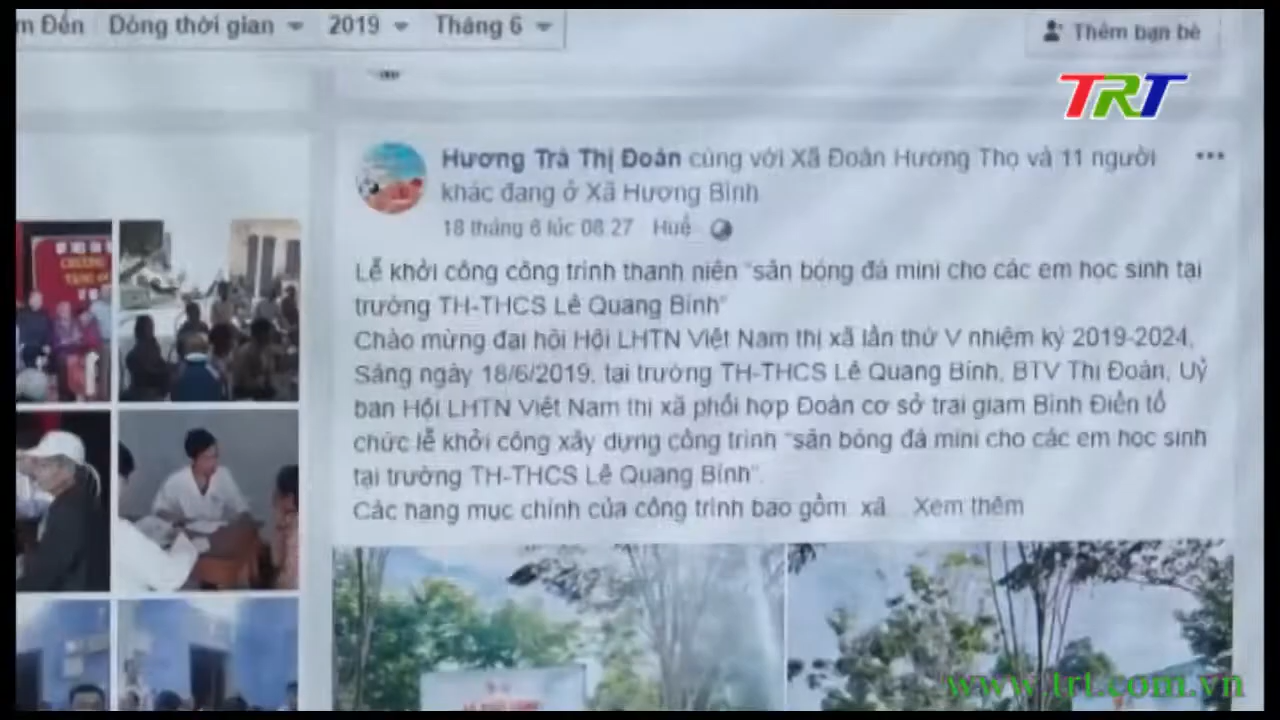 m Đến Dòng thời gian 2019 Tháng 6
Thêm bạn bè
TRT
Hương Trà Thị Đoàn cùng với Xã Đoàn Hương Thọ và 11 người
khác đang ở Xã Hương Bình
18 tháng 6 lúc 08:27 Huế
Lễ khởi công công trình thanh niên "sân bóng đá mini cho các em học sinh tại
trường TH-THCS Lê Quang Bính"
Chào mừng đại hội Hội LHTN Việt Nam thị xã lần thứ V nhiệm kỳ 2019-2024,
Sáng ngày 18/6/2019, tại trường TH-THCS Lê Quang Bính, BTV Thị Đoàn, Uỷ
ban Hội LHTN Việt Nam thị xã phối hợp Đoàn cơ sở trại giam Bình Điền tổ
chức lễ khởi công xây dựng công trình "sân bóng đá mini cho các em học sinh
tại trường TH-THCS Lê Quang Bính".
Các hạng mục chính của công trình bao gồm: xâ... Xem thêm
www.trt.com.vn